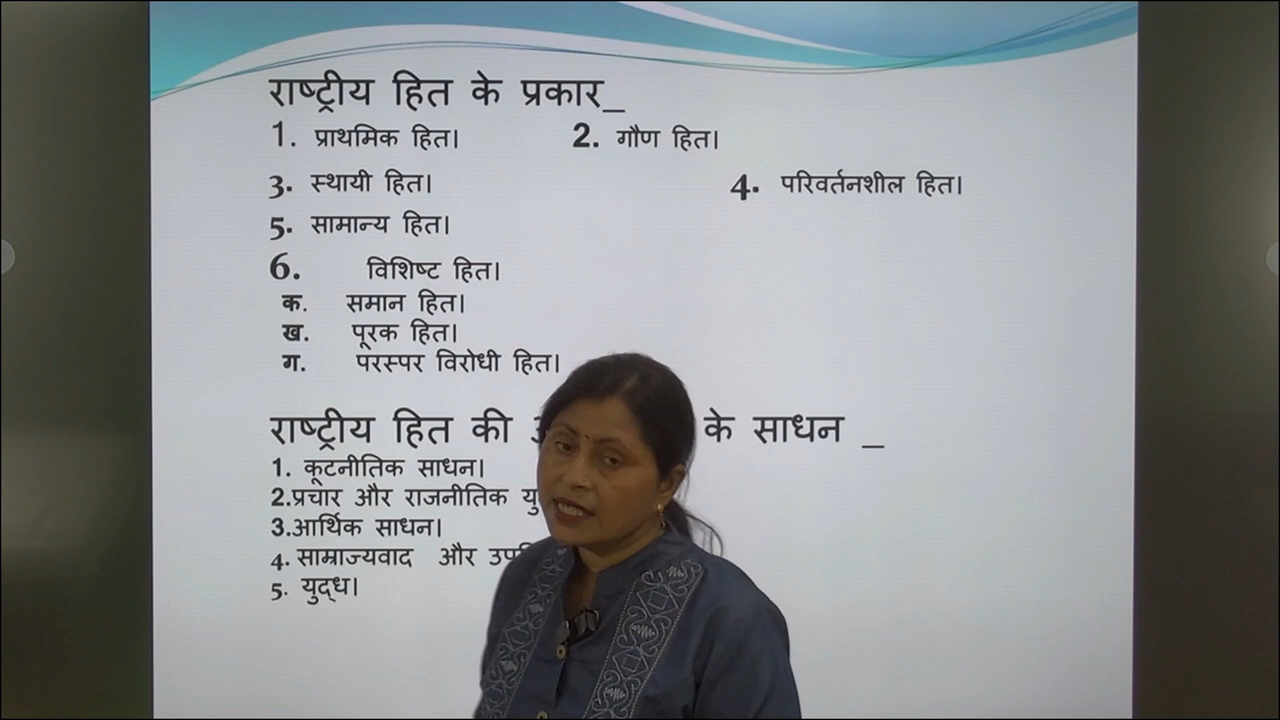 राष्ट्रीय हित के प्रकार_
1. प्राथमिक हित। 2. गौण हित।
3. स्थायी हित। 4. परिवर्तनशील हित।
5. सामान्य हित।
6. विशिष्ट हित।
क. समान हित।
ख. पूरक हित।
ग. परस्पर विरोधी हित।
राष्ट्रीय हित की के साधन _
1. कूटनीतिक साधन।
2.प्रचार और राजनीतिक
3.आर्थिक साधन।
4. साम्राज्यवाद और
5. युद्ध।